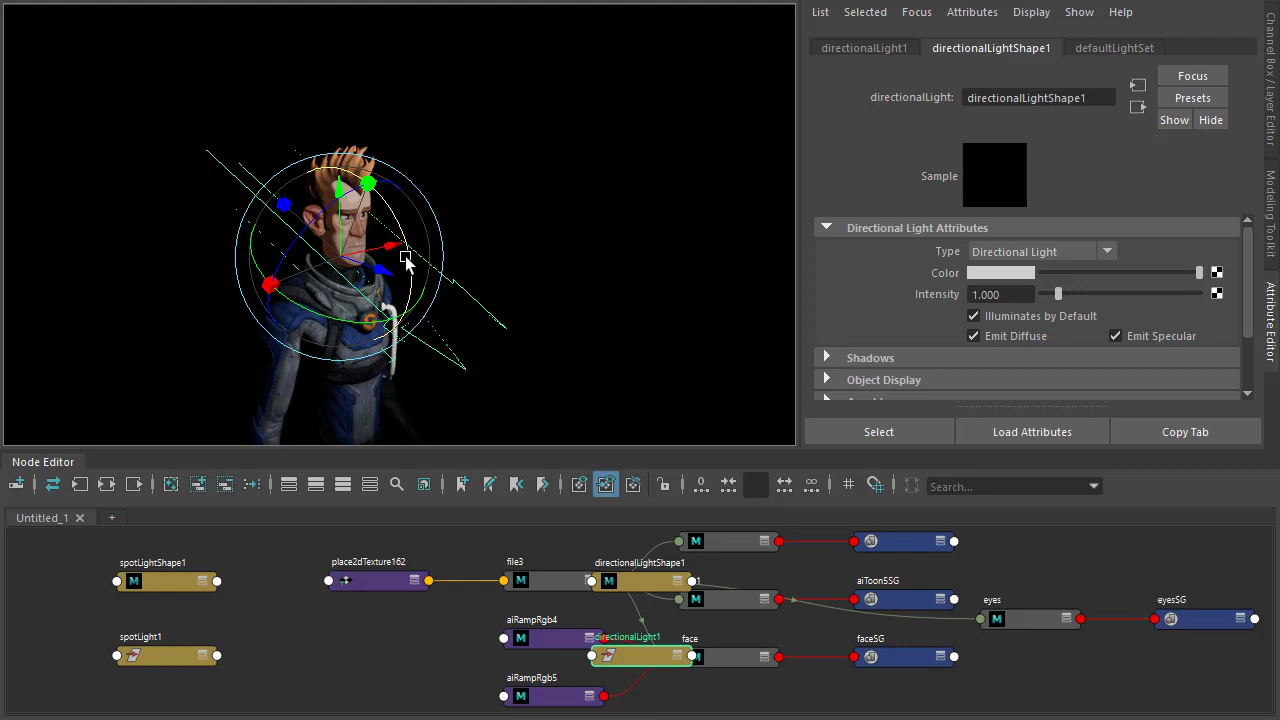 List Selected Focus Attributes Display Show Help
directionalLight1 directionalLightShape1 defaultLightSet
Focus
directionalLight: directionalLightShape1
Presets
Show Hide
Sample
Directional Light Attributes
Type Directional Light
Color
Intensity 1.000
Illuminates by Default
Emit Diffuse Emit Specular
Shadows
Object Display
Select Load Attributes Copy Tab
Channel Box / Layer Editor
Modeling Toolkit
Attribute Editor
Node Editor
Search...
Untitled_1 +
spotLightShape1 place2dTexture162 file3 directionalLightShape1
1 aiToon5SG
eyes eyesSG
aiRampRgb4
spotLight1 directionalLight1 face faceSG
aiRampRgb5